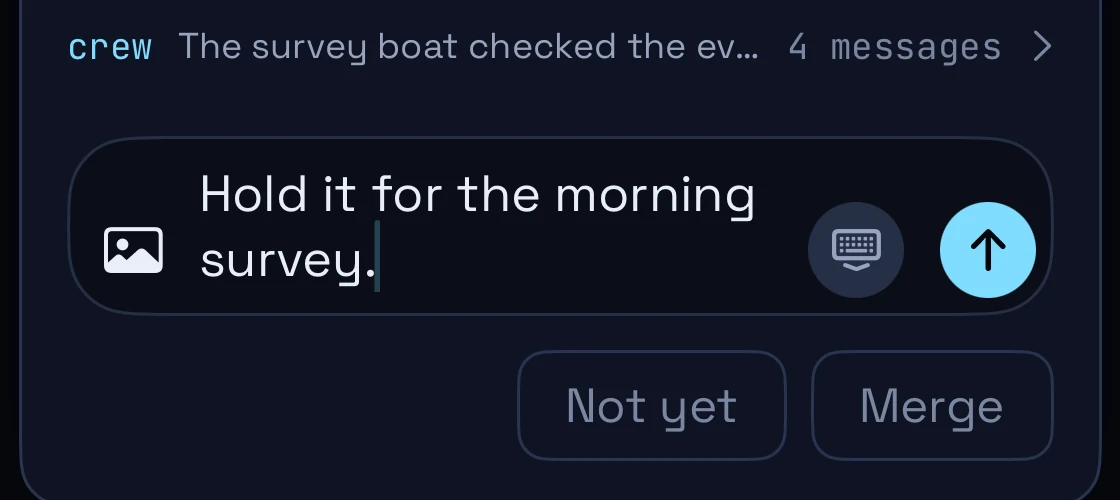 crew The survey boat checked the ev… 4 messages
Hold it for the morning
survey.
Not yet Merge